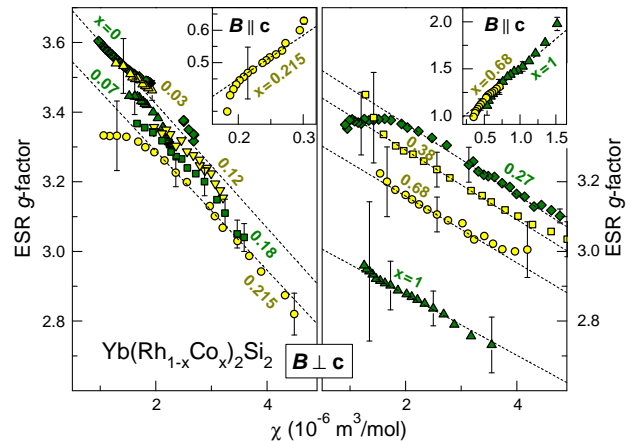 B ∥ c
0.6
0.5
0.4
x=0.215
0.2
0.3
3.6
3.4
3.2
3.0
2.8
ESR g-factor
x=0
0.07
0.03
0.12
0.18
0.215
Yb(Rh1-xCox)2Si2
B ⊥ c
B ∥ c
2.0
1.5
1.0
x=0.68
x=1
0.5
1.0
1.5
0.38
0.27
0.68
x=1
3.2
3.0
2.8
ESR g-factor
2
4
2
4
χ (10-6 m3/mol)